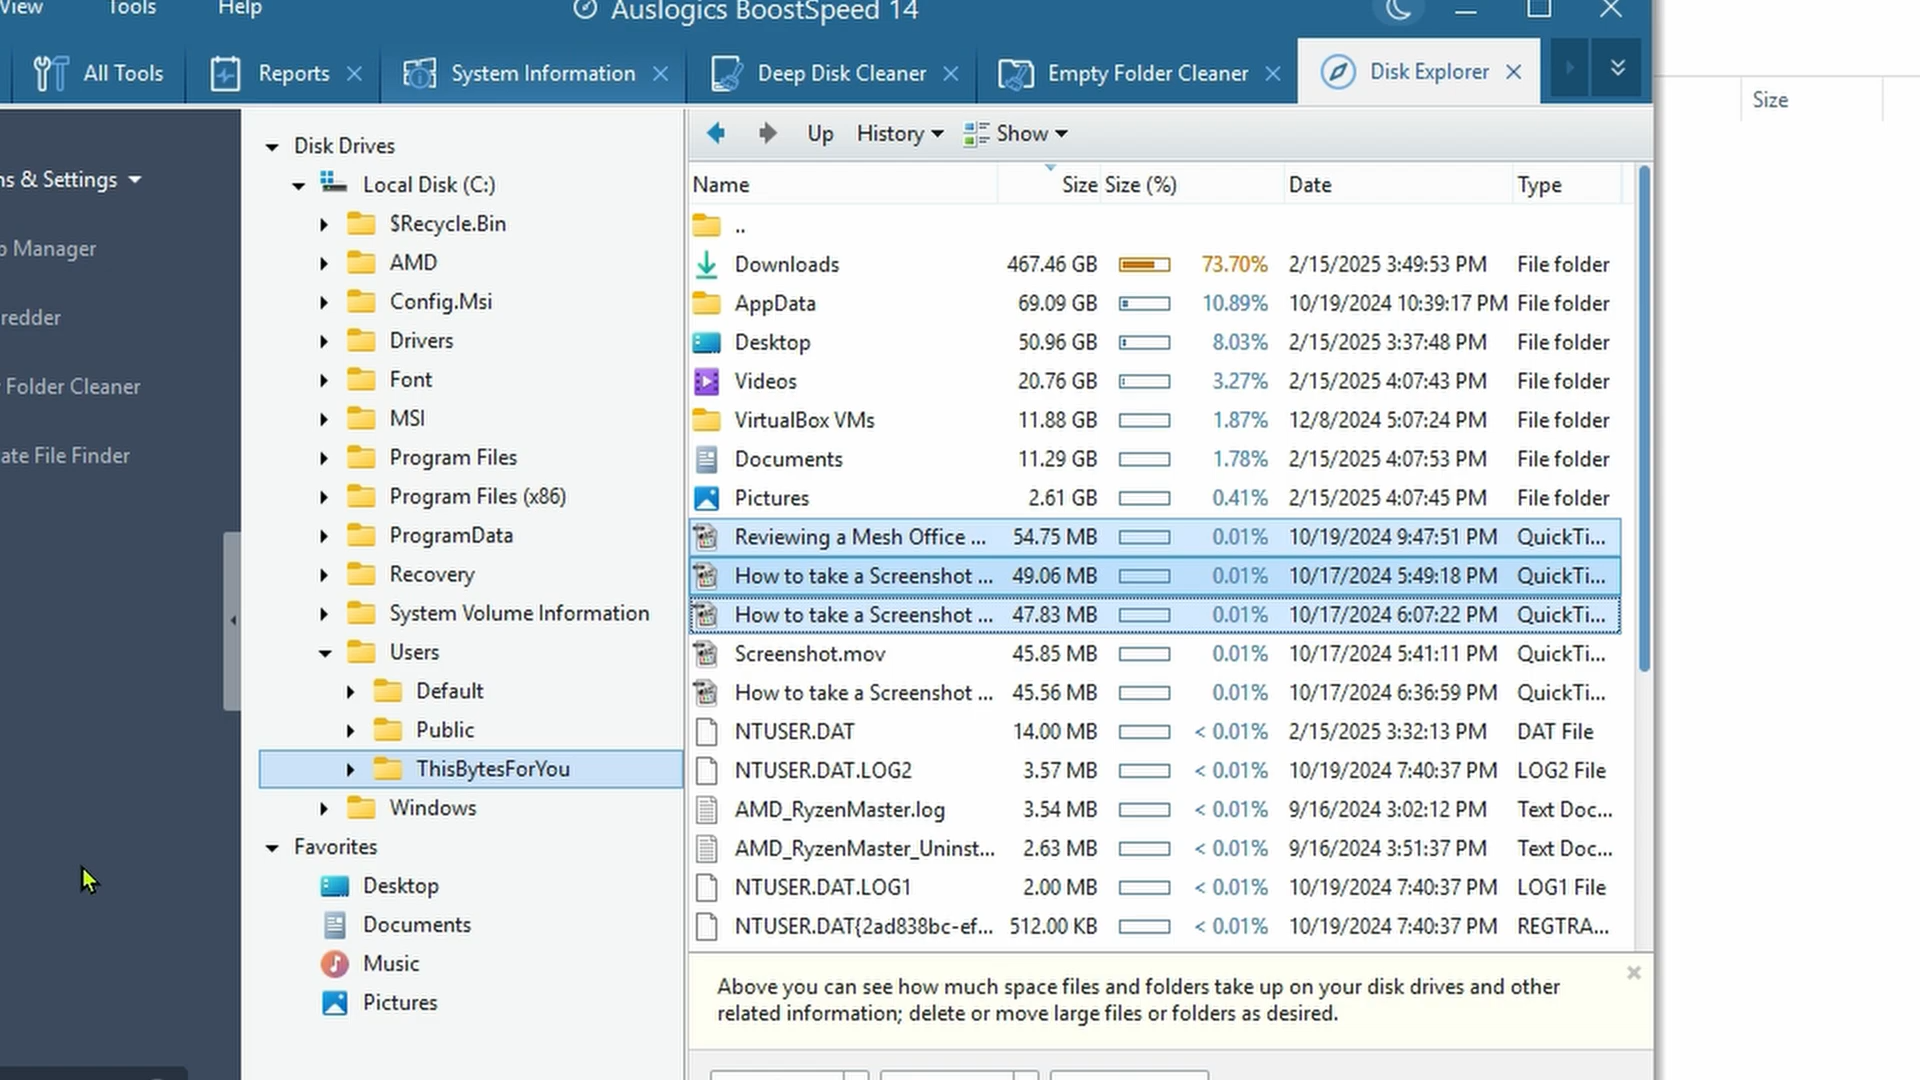 View Tools Help Auslogics BoostSpeed 14
All Tools Reports System Information Deep Disk Cleaner Empty Folder Cleaner Disk Explorer
Size
ns & Settings
p Manager
redder
Folder Cleaner
ate File Finder
Disk Drives
Local Disk (C:)
$Recycle.Bin
AMD
Config.Msi
Drivers
Font
MSI
Program Files
Program Files (x86)
ProgramData
Recovery
System Volume Information
Users
Default
Public
ThisBytesForYou
Windows
Favorites
Desktop
Documents
Music
Pictures
Up History Show
Name Size Size (%) Date Type
..
Downloads 467.46 GB 73.70% 2/15/2025 3:49:53 PM File folder
AppData 69.09 GB 10.89% 10/19/2024 10:39:17 PM File folder
Desktop 50.96 GB 8.03% 2/15/2025 3:37:48 PM File folder
Videos 20.76 GB 3.27% 2/15/2025 4:07:43 PM File folder
VirtualBox VMs 11.88 GB 1.87% 12/8/2024 5:07:24 PM File folder
Documents 11.29 GB 1.78% 2/15/2025 4:07:53 PM File folder
Pictures 2.61 GB 0.41% 2/15/2025 4:07:45 PM File folder
Reviewing a Mesh Office ... 54.75 MB 0.01% 10/19/2024 9:47:51 PM QuickTi...
How to take a Screenshot ... 49.06 MB 0.01% 10/17/2024 5:49:18 PM QuickTi...
How to take a Screenshot ... 47.83 MB 0.01% 10/17/2024 6:07:22 PM QuickTi...
Screenshot.mov 45.85 MB 0.01% 10/17/2024 5:41:11 PM QuickTi...
How to take a Screenshot ... 45.56 MB 0.01% 10/17/2024 6:36:59 PM QuickTi...
NTUSER.DAT 14.00 MB < 0.01% 2/15/2025 3:32:13 PM DAT File
NTUSER.DAT.LOG2 3.57 MB < 0.01% 10/19/2024 7:40:37 PM LOG2 File
AMD_RyzenMaster.log 3.54 MB < 0.01% 9/16/2024 3:02:12 PM Text Doc...
AMD_RyzenMaster_Uninst... 2.63 MB < 0.01% 9/16/2024 3:51:37 PM Text Doc...
NTUSER.DAT.LOG1 2.00 MB < 0.01% 10/19/2024 7:40:37 PM LOG1 File
NTUSER.DAT{2ad838bc-ef... 512.00 KB < 0.01% 10/19/2024 7:40:37 PM REGTRA...
Above you can see how much space files and folders take up on your disk drives and other
related information; delete or move large files or folders as desired.